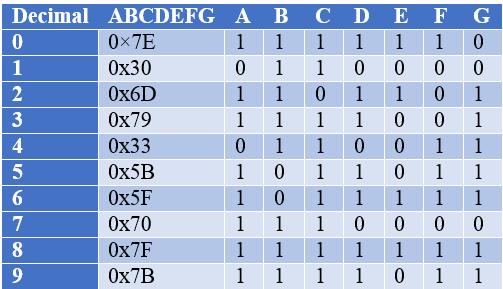 Decimal ABCDEFG A B C D E F G
0 0×7E 1 1 1 1 1 1 0
1 0x30 0 1 1 0 0 0 0
2 0x6D 1 1 0 1 1 0 1
3 0x79 1 1 1 1 0 0 1
4 0x33 0 1 1 0 0 1 1
5 0x5B 1 0 1 1 0 1 1
6 0x5F 1 0 1 1 1 1 1
7 0x70 1 1 1 0 0 0 0
8 0x7F 1 1 1 1 1 1 1
9 0x7B 1 1 1 1 0 1 1